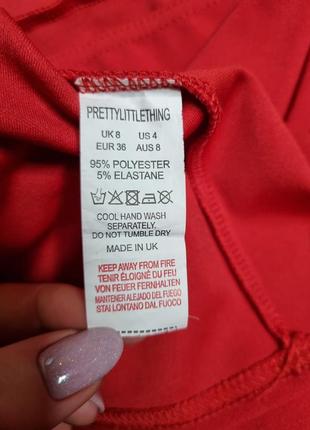 PRETTYLITTLETHING
UK 8 US 4
EUR 36 AUS 8
95% POLYESTER
5% ELASTANE
COOL HAND WASH
SEPARATELY.
DO NOT TUMBLE DRY
MADE IN UK
KEEP AWAY FROM FIRE
TENIR ÉLOIGNÉ DU FEU
VON FEUER FERNHALTEN
MANTENER ALEJADO DEL FUEGO
STAI LONTANO DAL FUOCO